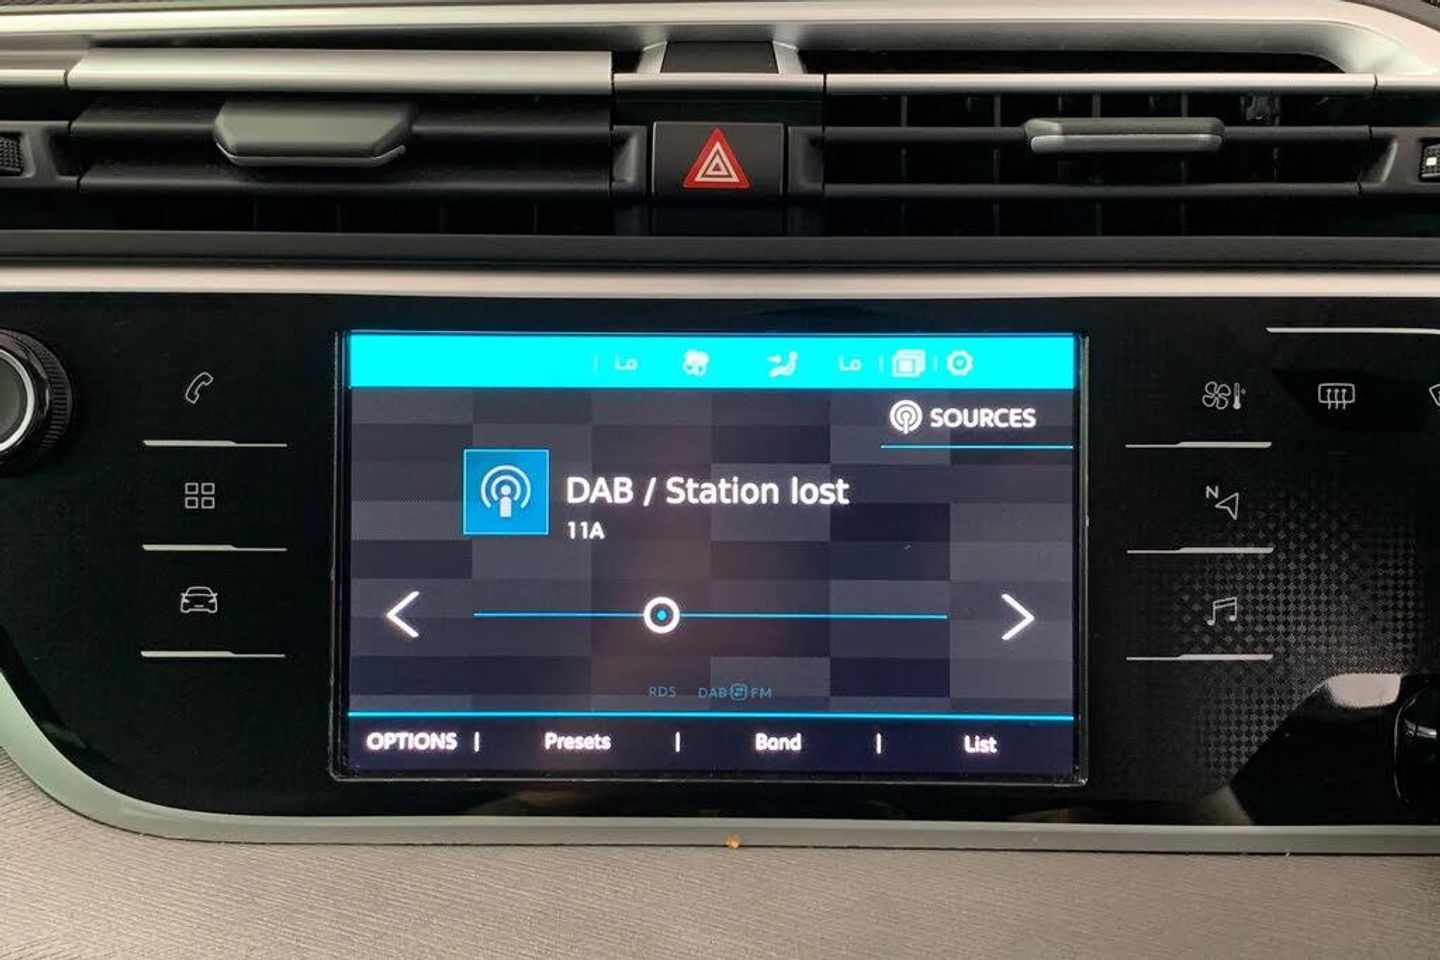 Lo Lo
SOURCES
DAB / Station lost
11A
RDS DAB FM
OPTIONS | Presets | Band | List
N